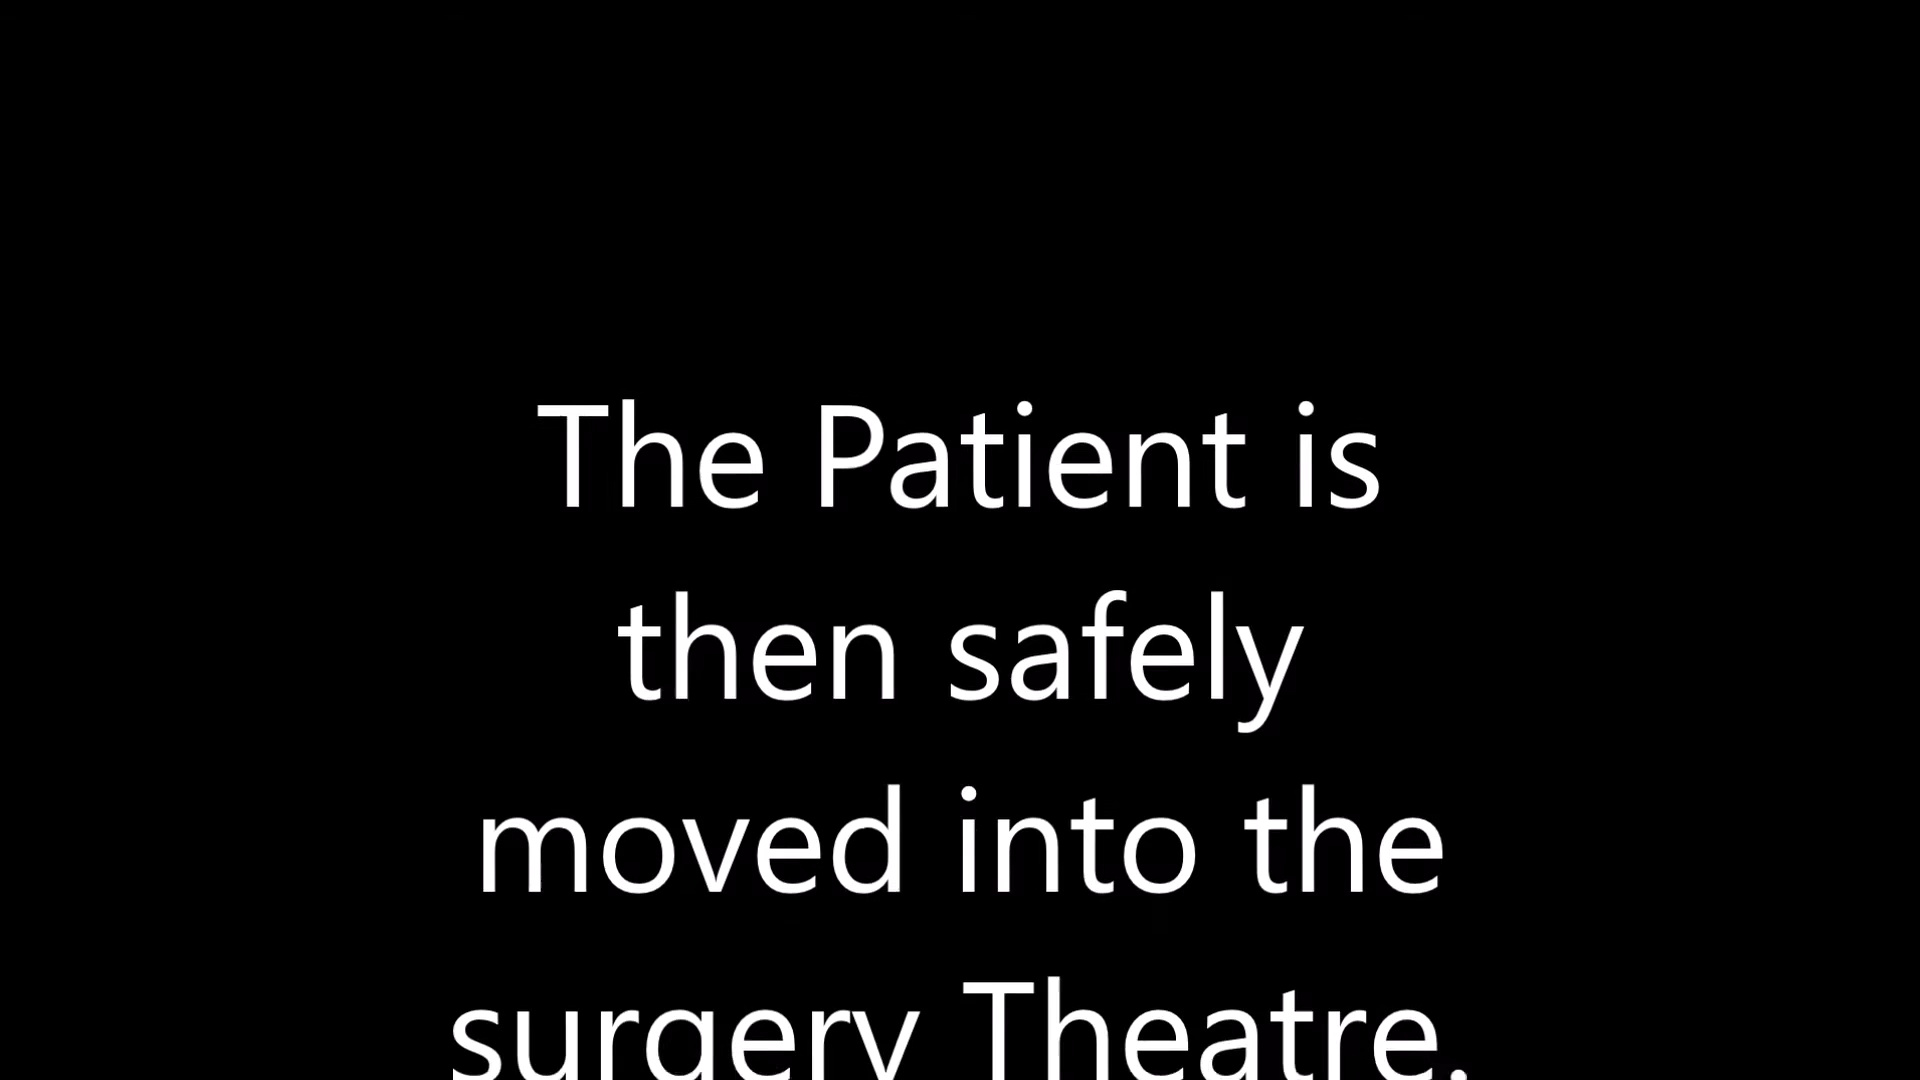 The Patient is
then safely
moved into the
surgery Theatre.